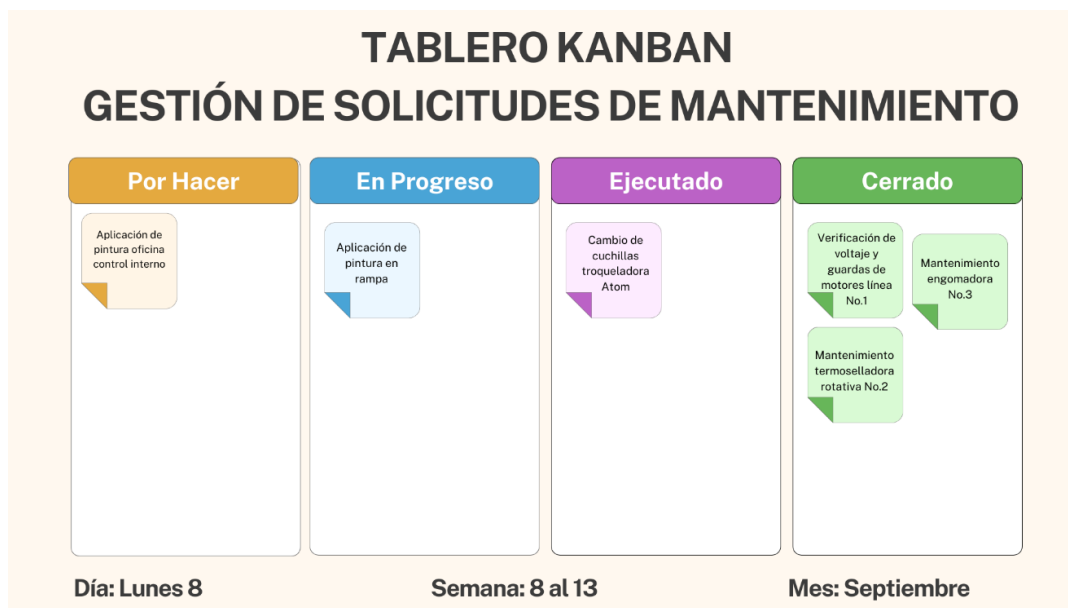 TABLERO KANBAN
GESTIÓN DE SOLICITUDES DE MANTENIMIENTO
Por Hacer
Aplicación de
pintura oficina
control interno
En Progreso
Aplicación de
pintura en
rampa
Ejecutado
Cambio de
cuchillas
troqueladora
Atom
Cerrado
Verificación de
voltaje y
guardas de
motores línea
No.1
Mantenimiento
engomadora
No.3
Mantenimiento
termoselladora
rotativa No.2
Día: Lunes 8
Semana: 8 al 13
Mes: Septiembre